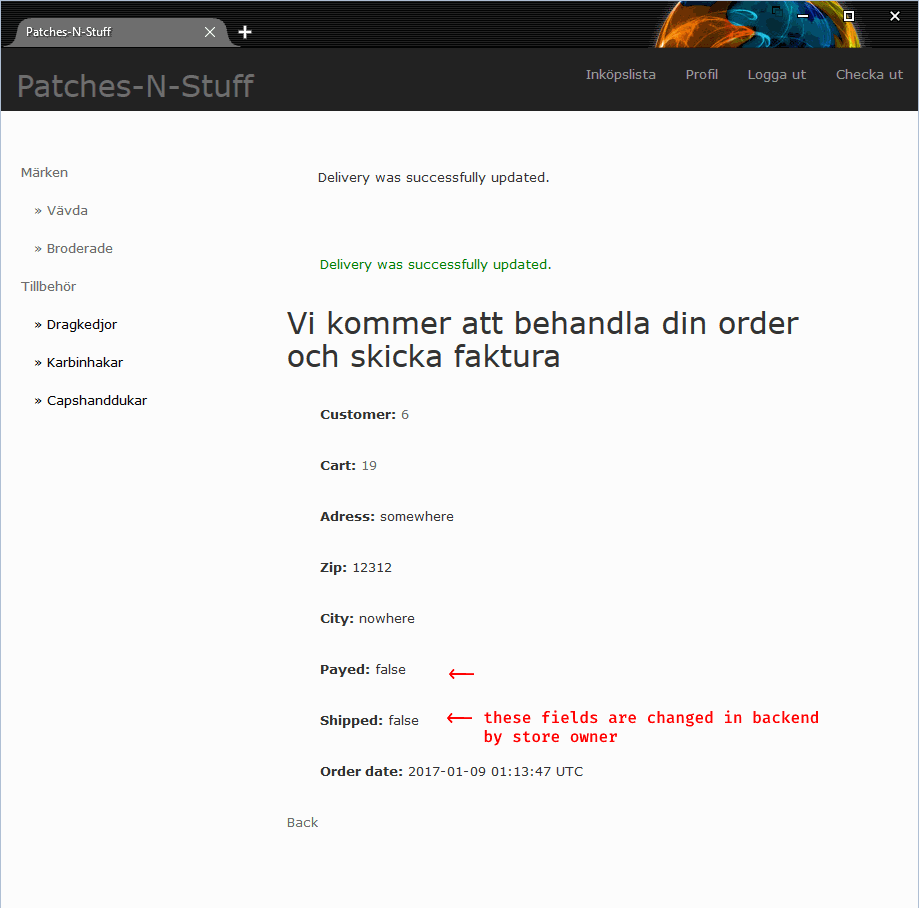 Patches-N-Stuff
Patches-N-Stuff
Inköpslista Profil Logga ut Checka ut
Märken
» Vävda
» Broderade
Tillbehör
» Dragkedjor
» Karbinhakar
» Capshanddukar
Delivery was successfully updated.
Delivery was successfully updated.
Vi kommer att behandla din order
och skicka faktura
Customer: 6
Cart: 19
Adress: somewhere
Zip: 12312
City: nowhere
Payed: false
Shipped: false
these fields are changed in backend
by store owner
Order date: 2017-01-09 01:13:47 UTC
Back